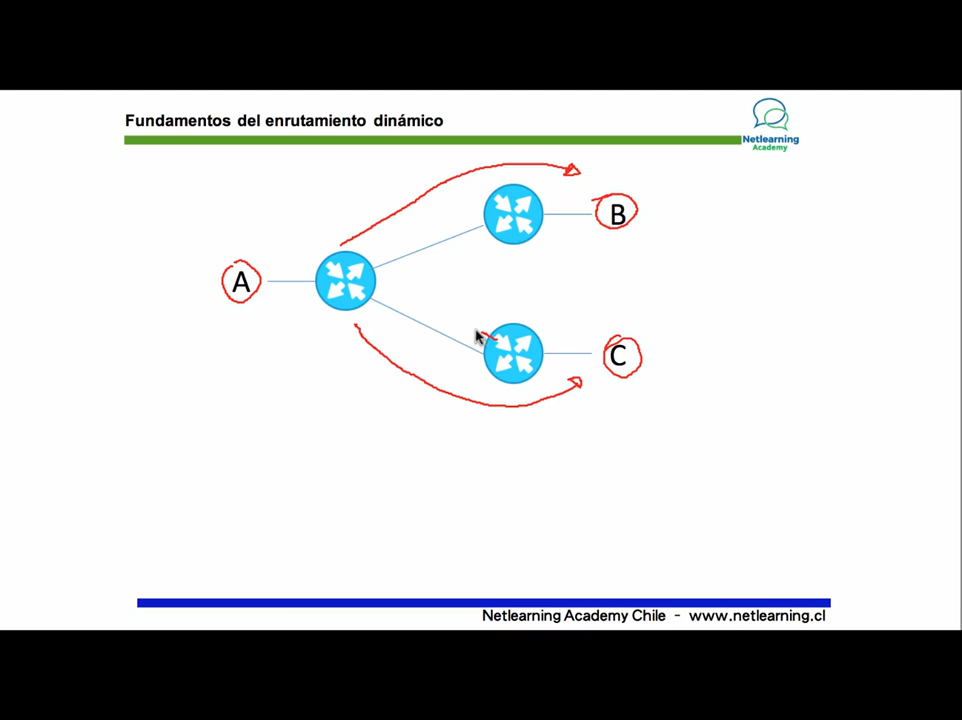 Fundamentos del enrutamiento dinámico
Netlearning
Academy
B
A
C
Netlearning Academy Chile - www.netlearning.cl